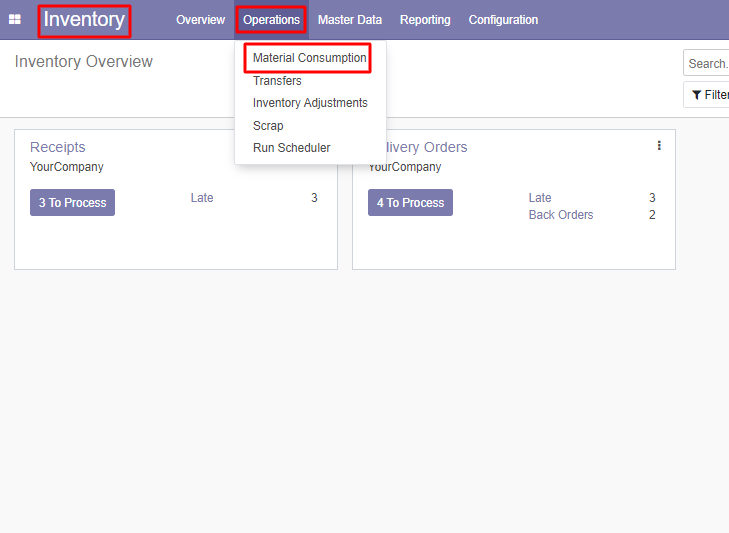 Inventory Overview Operations Master Data Reporting Configuration
Inventory Overview
Material Consumption
Transfers
Inventory Adjustments
Scrap
Run Scheduler
Search.
Filter
Receipts
YourCompany
3 To Process
Late 3
livery Orders
YourCompany
4 To Process
Late 3
Back Orders 2